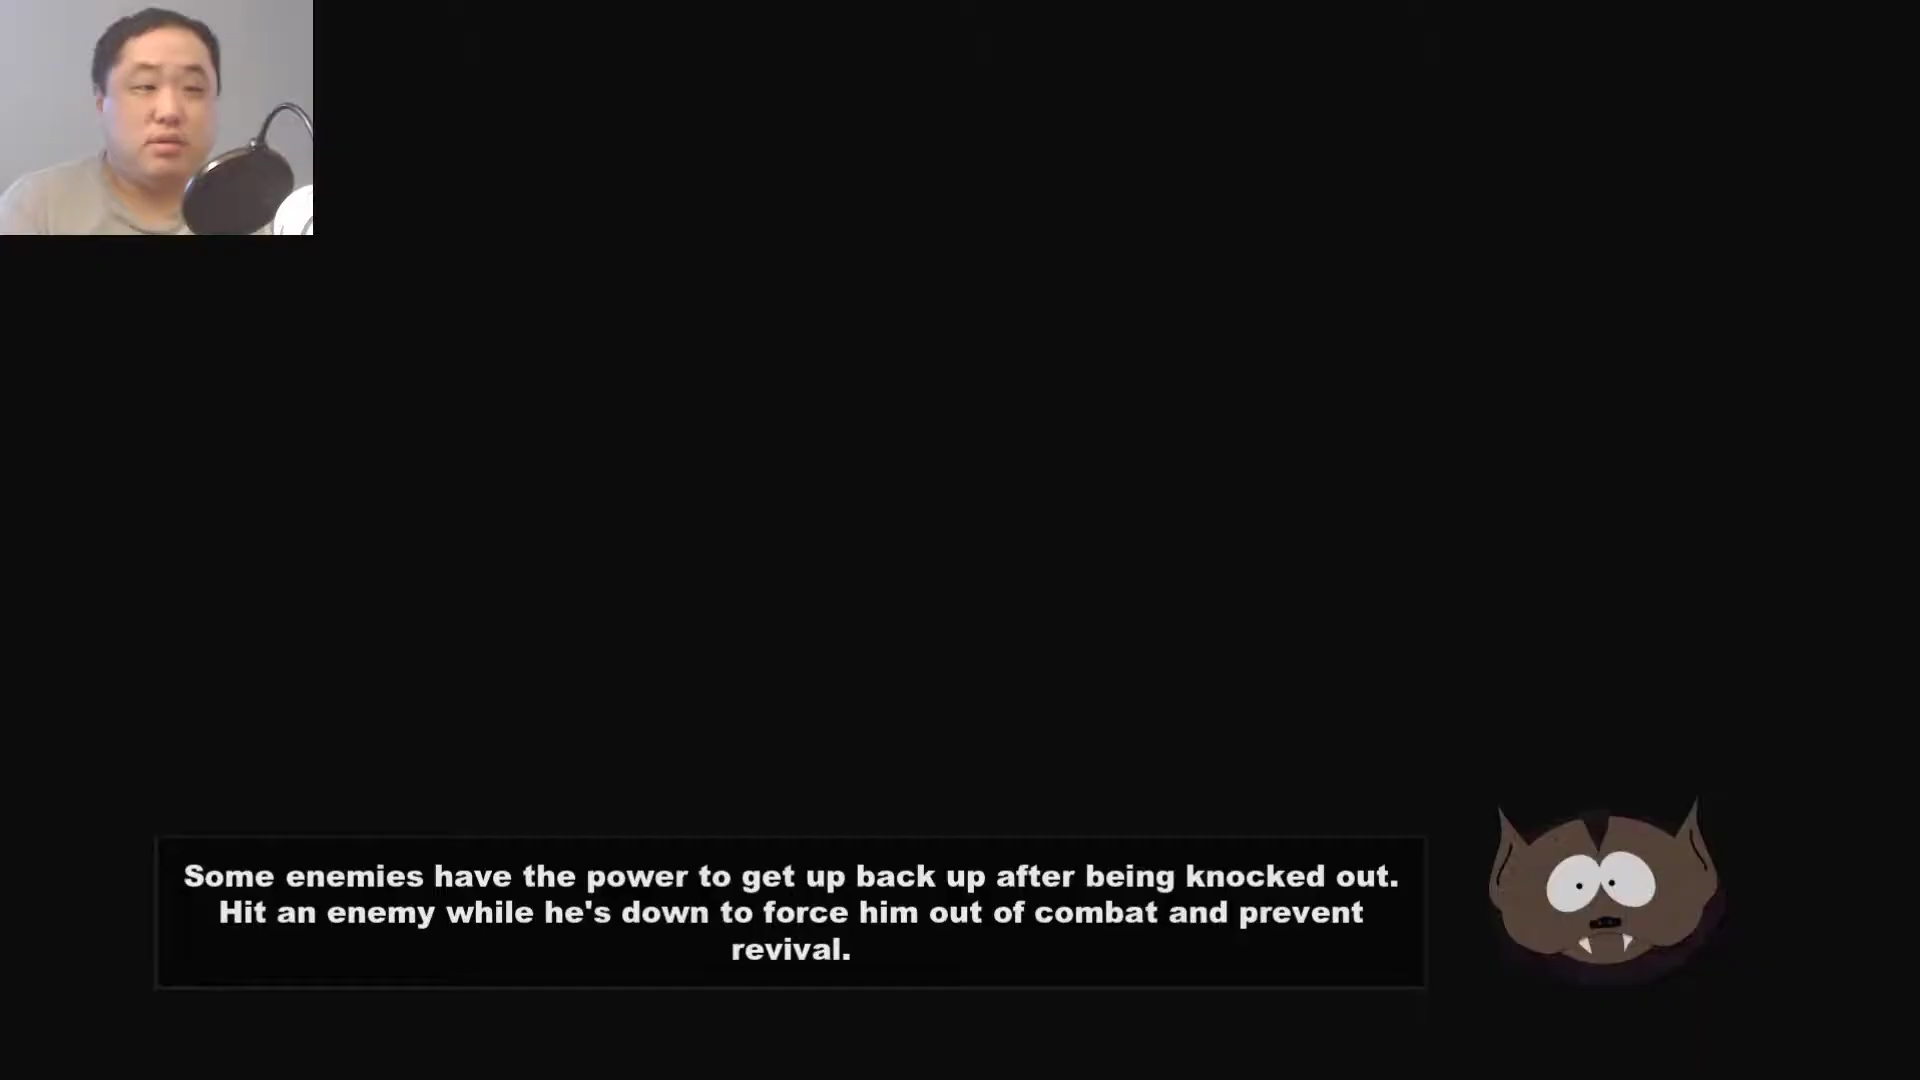 Some enemies have the power to get up back up after being knocked out.
Hit an enemy while he's down to force him out of combat and prevent
revival.